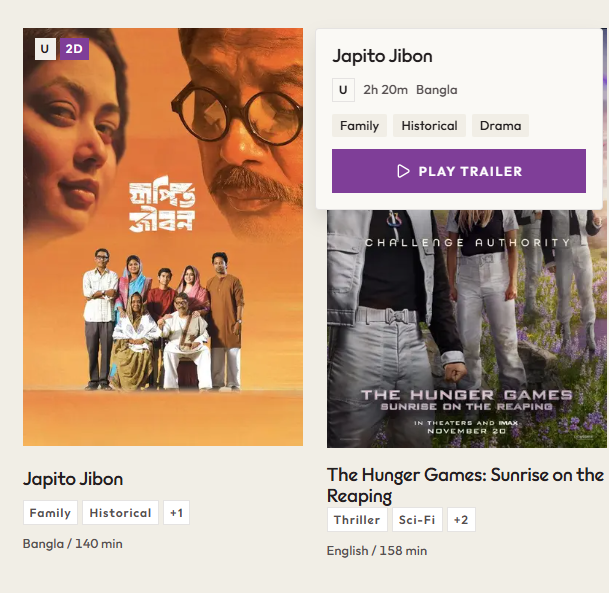 U 2D
যাপিত
জীবন
Japito Jibon
Family Historical +1
Bangla / 140 min
Japito Jibon
U 2h 20m Bangla
Family Historical Drama
PLAY TRAILER
CHALLENGE AUTHORITY
THE HUNGER GAMES
SUNRISE ON THE REAPING
IN THEATERS AND IMAX
NOVEMBER 20
The Hunger Games: Sunrise on the
Reaping
Thriller Sci-Fi +2
English / 158 min